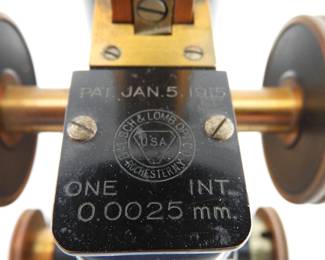 PAT. JAN. 5, 1915
BAUSCH & LOMB OPT. CO.
USA
ROCHESTER N.Y.
ONE INT.
0.0025 mm.